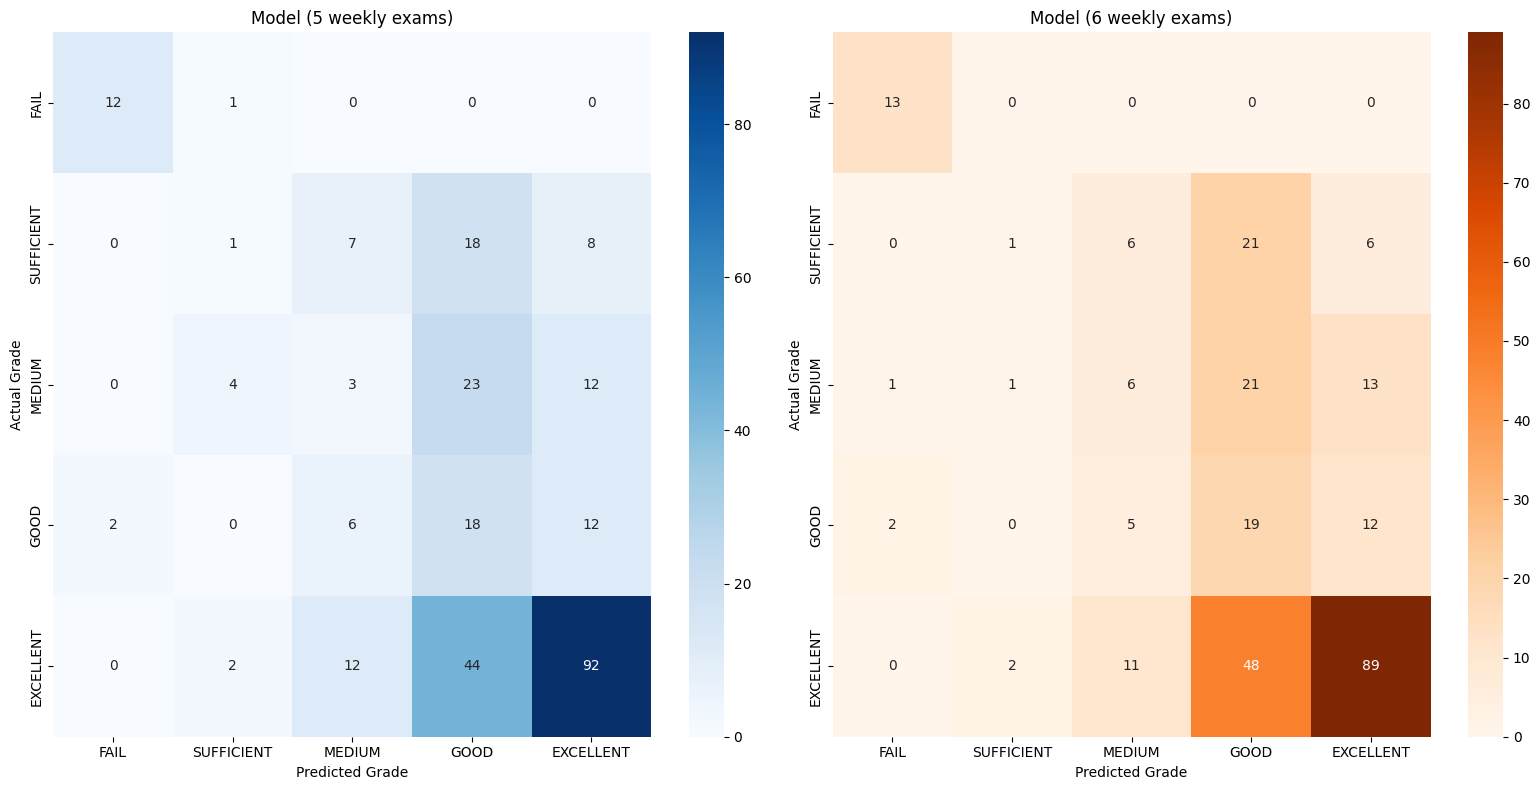 Model (5 weekly exams)
FAIL
12 1 0 0 0
SUFFICIENT
0 1 7 18 8
MEDIUM
0 4 3 23 12
GOOD
2 0 6 18 12
EXCELLENT
0 2 12 44 92
Actual Grade
FAIL SUFFICIENT MEDIUM GOOD EXCELLENT
Predicted Grade
80
60
40
20
0
Model (6 weekly exams)
FAIL
13 0 0 0 0
SUFFICIENT
0 1 6 21 6
MEDIUM
1 1 6 21 13
GOOD
2 0 5 19 12
EXCELLENT
0 2 11 48 89
Actual Grade
FAIL SUFFICIENT MEDIUM GOOD EXCELLENT
Predicted Grade
80
70
60
50
40
30
20
10
0